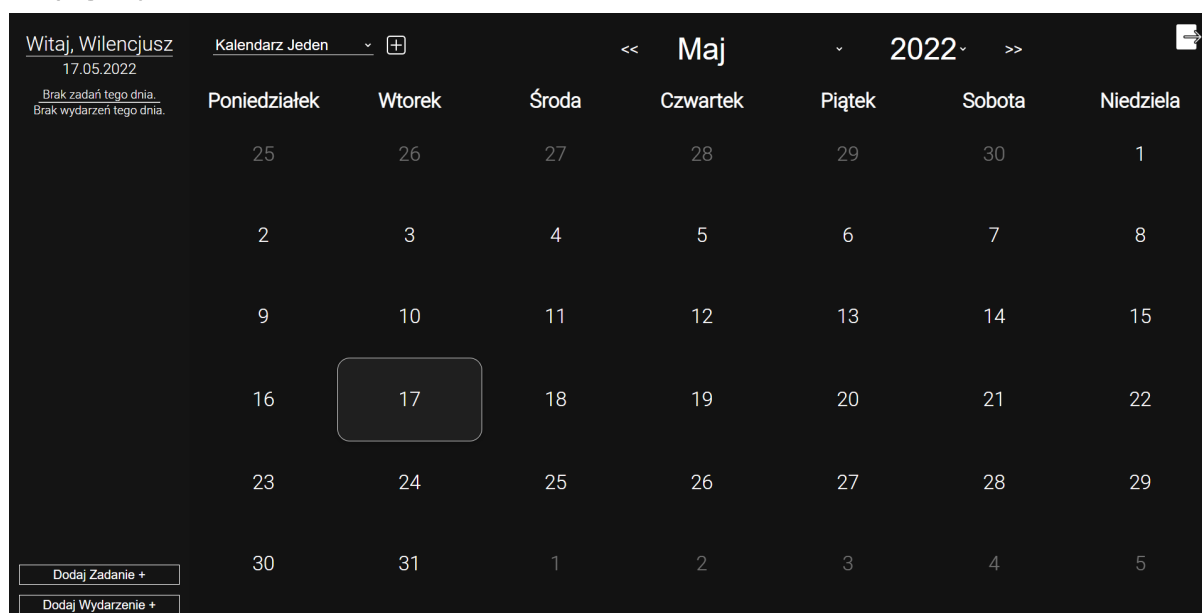 Witaj, Wilencjusz
17.05.2022
Brak zadań tego dnia.
Brak wydarzeń tego dnia.
Dodaj Zadanie +
Dodaj Wydarzenie +
Kalendarz Jeden
<< Maj 2022 >>
Poniedziałek Wtorek Środa Czwartek Piątek Sobota Niedziela
25 26 27 28 29 30 1
2 3 4 5 6 7 8
9 10 11 12 13 14 15
16 17 18 19 20 21 22
23 24 25 26 27 28 29
30 31 1 2 3 4 5